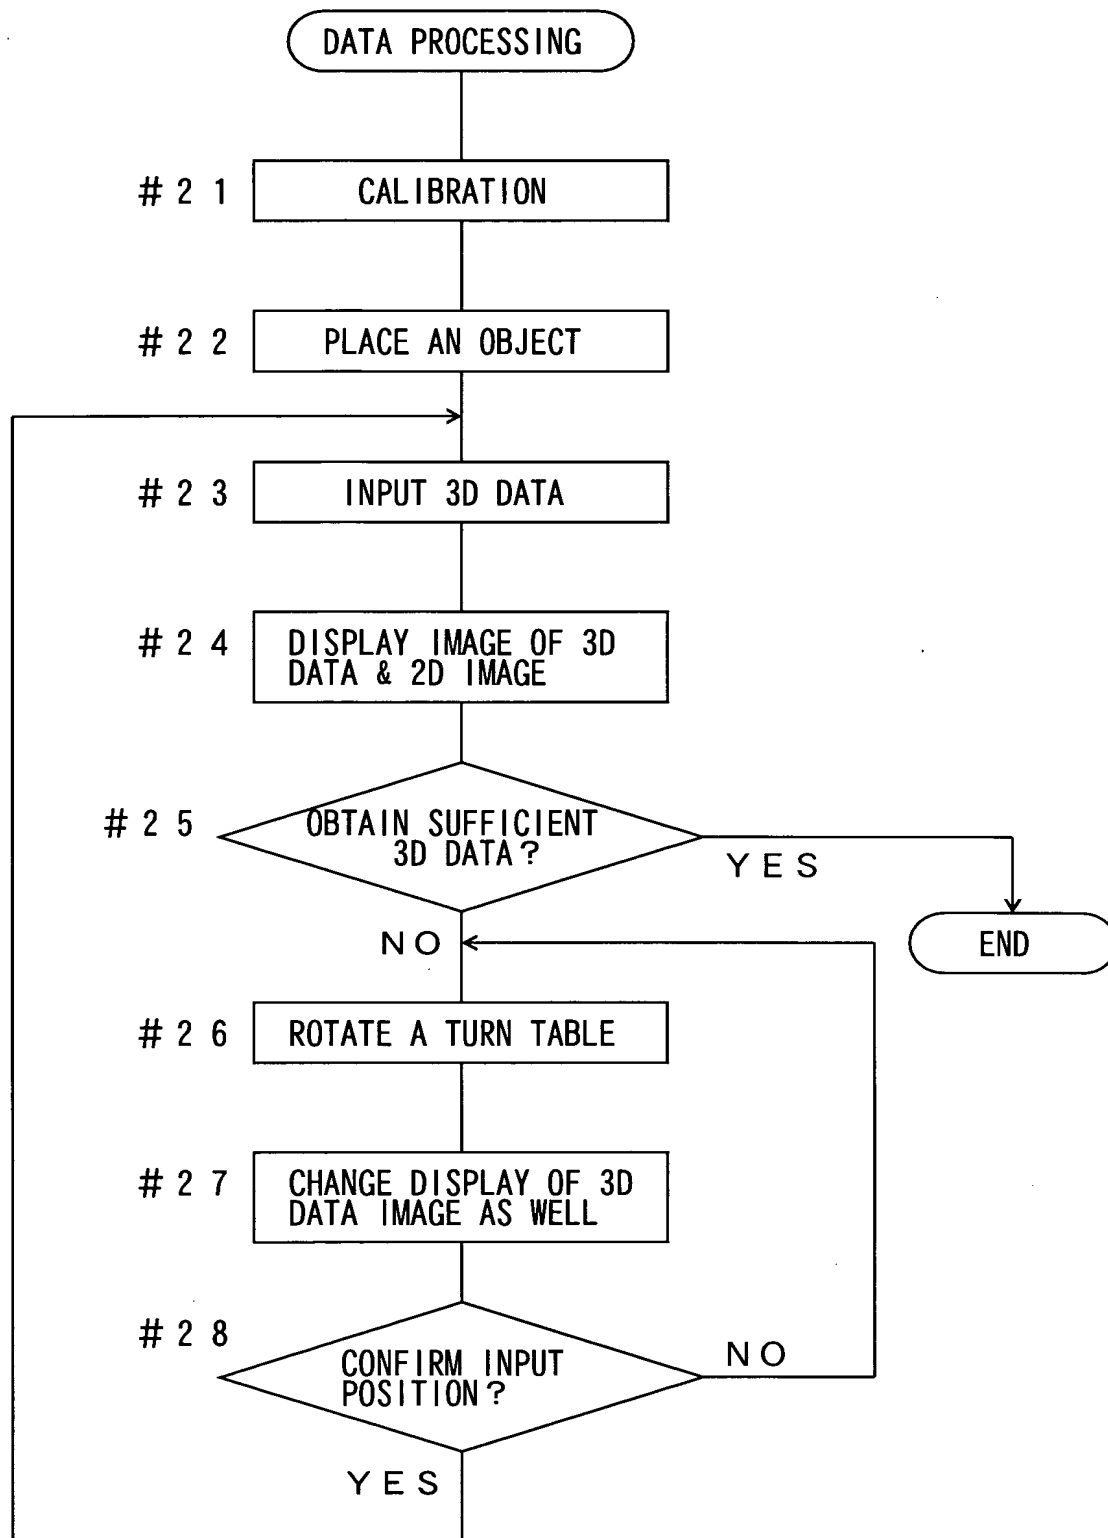 DATA PROCESSING
#21 CALIBRATION
#22 PLACE AN OBJECT
#23 INPUT 3D DATA
#24 DISPLAY IMAGE OF 3D
DATA & 2D IMAGE
#25 OBTAIN SUFFICIENT
3D DATA?
YES
NO
END
#26 ROTATE A TURN TABLE
#27 CHANGE DISPLAY OF 3D
DATA IMAGE AS WELL
#28
NO
CONFIRM INPUT
POSITION?
YES